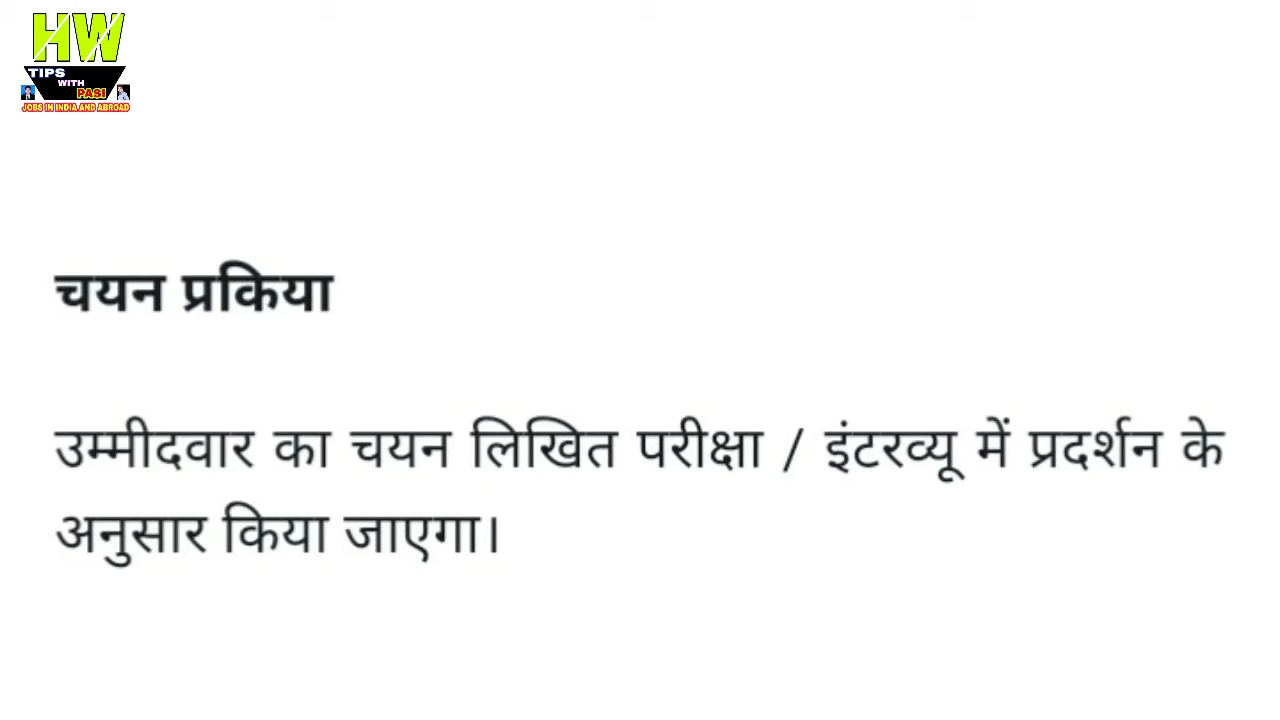 HW
TIPS
WITH
PASI
JOBS IN INDIA AND ABROAD
चयन प्रकिया
उम्मीदवार का चयन लिखित परीक्षा / इंटरव्यू में प्रदर्शन के
अनुसार किया जाएगा।